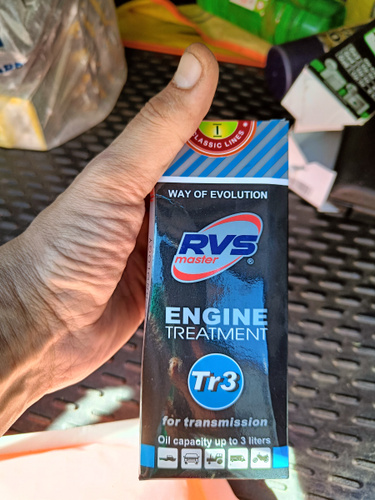 CLASSIC LINES
WAY OF EVOLUTION
RVS
master ®
ENGINE
TREATMENT
Tr3
for transmission
Oil capacity up to 3 liters